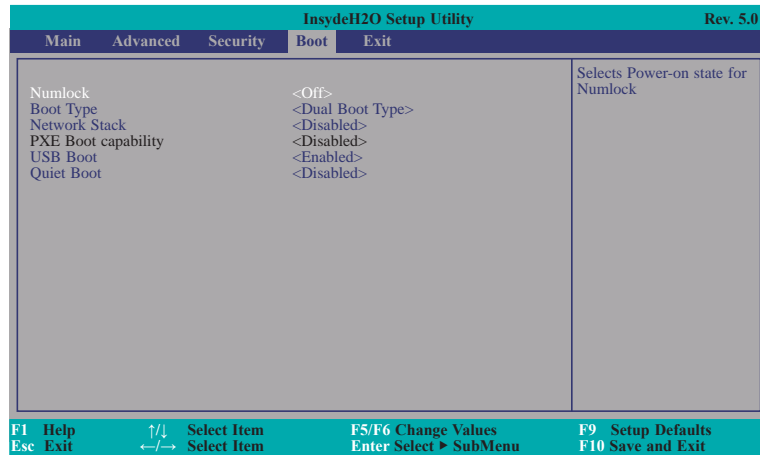 InsydeH2O Setup Utility Rev. 5.0
Main Advanced Security Boot Exit
Numlock <Off>
Boot Type <Dual Boot Type>
Network Stack <Disabled>
PXE Boot capability <Disabled>
USB Boot <Enabled>
Quiet Boot <Disabled>
Selects Power-on state for
Numlock
F1 Help ↑/↓ Select Item F5/F6 Change Values F9 Setup Defaults
Esc Exit ←/→ Select Item Enter Select ▶ SubMenu F10 Save and Exit